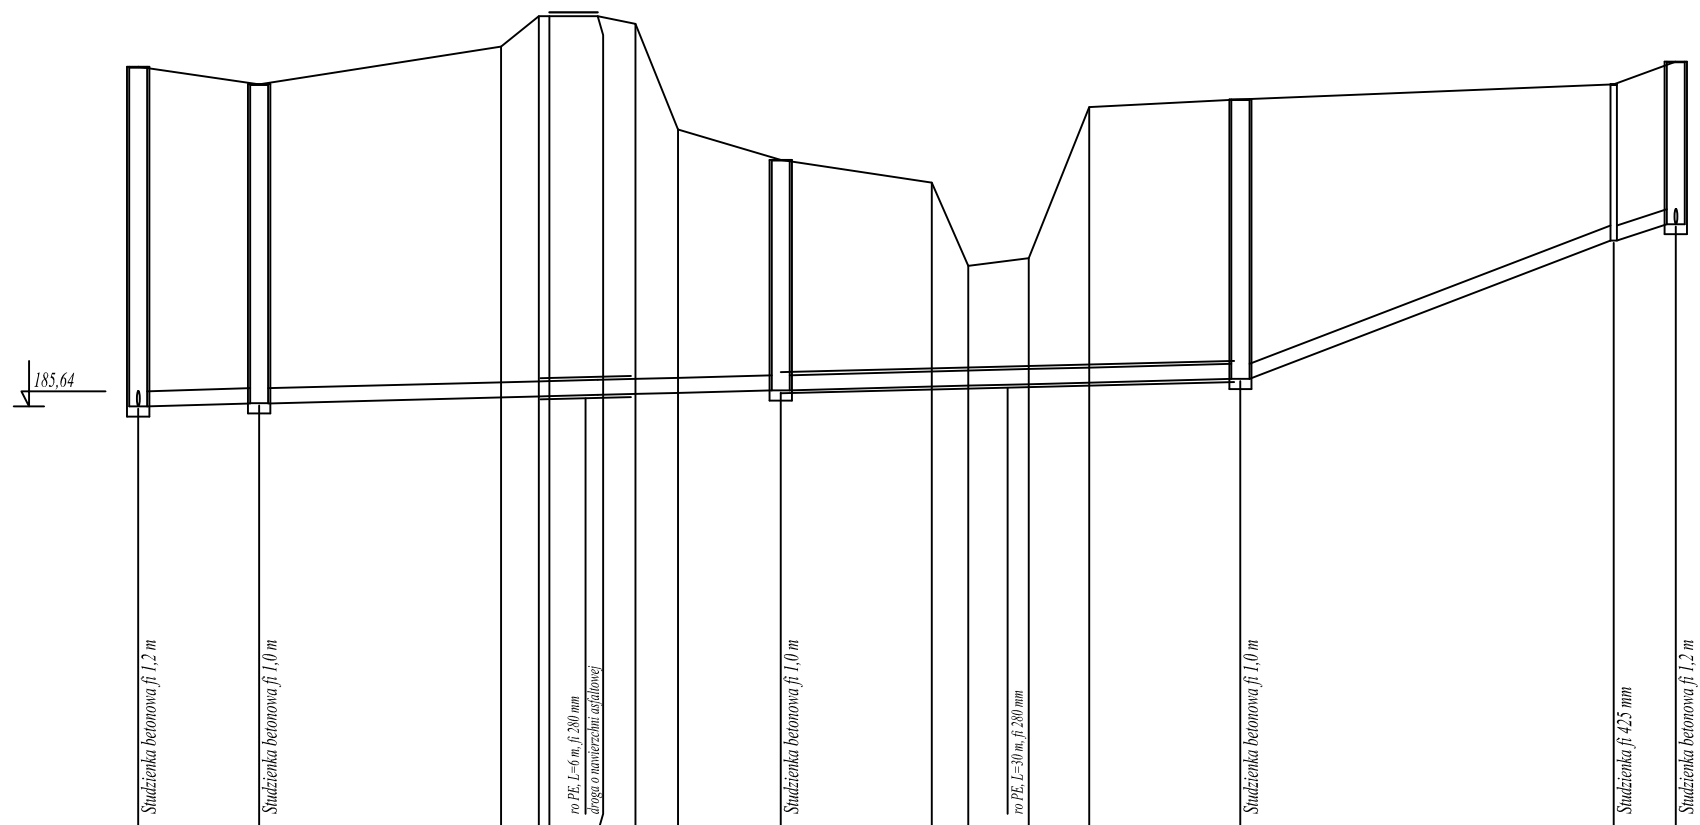 185,64
Studzienka betonowa fi 1,2 m
Studzienka betonowa fi 1,0 m
ro PE, L=6 m, fi 280 mm
droga o nawierzchni asfaltowej
Studzienka betonowa fi 1,0 m
ro PE, L=30 m, fi 280 mm
Studzienka betonowa fi 1,0 m
Studzienka fi 425 mm
Studzienka betonowa fi 1,2 m